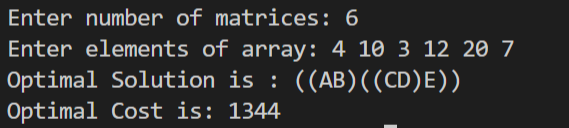 Enter number of matrices: 6
Enter elements of array: 4 10 3 12 20 7
Optimal Solution is : ((AB)((CD)E))
Optimal Cost is: 1344